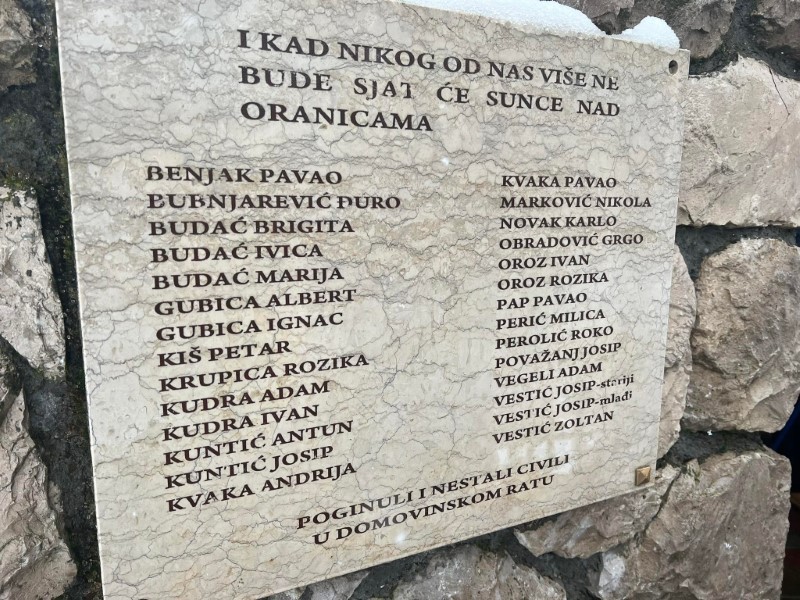 I KAD NIKOG OD NAS VIŠE NE
BUDE SJAT ĆE SUNCE NAD
ORANICAMA
BENJAK PAVAO
BUBNJAREVIĆ ĐURO
BUDAĆ BRIGITA
BUDAĆ IVICA
BUDAĆ MARIJA
GUBICA ALBERT
GUBICA IGNAC
KIŠ PETAR
KRUPICA ROZIKA
KUDRA ADAM
KUDRA IVAN
KUNTIĆ ANTUN
KUNTIĆ JOSIP
KVAKA ANDRIJA
KVAKA PAVAO
MARKOVIĆ NIKOLA
NOVAK KARLO
OBRADOVIĆ GRGO
OROZ IVAN
OROZ ROZIKA
PAP PAVAO
PERIĆ MILICA
PEROLIĆ ROKO
POVAŽANJ JOSIP
VEGELI ADAM
VESTIĆ JOSIP-stariji
VESTIĆ JOSIP-mlađi
VESTIĆ ZOLTAN
POGINULI I NESTALI CIVILI
U DOMOVINSKOM RATU